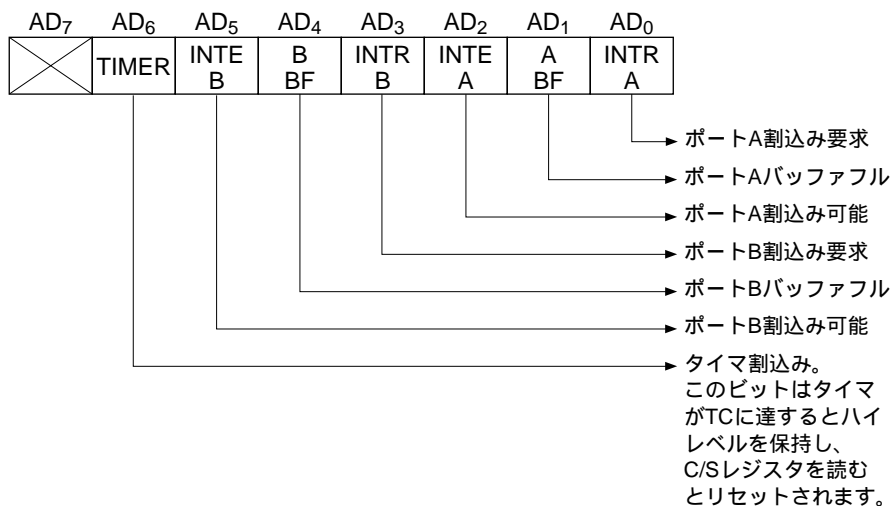 AD7 AD6 AD5 AD4 AD3 AD2 AD1 AD0
TIMER INTE B B BF INTR B INTE A A BF INTR A
ポートA割込み要求
ポートAバッファフル
ポートA割込み可能
ポートB割込み要求
ポートBバッファフル
ポートB割込み可能
タイマ割込み。
このビットはタイマ
がTCに達するとハイ
レベルを保持し、
C/Sレジスタを読む
とリセットされます。